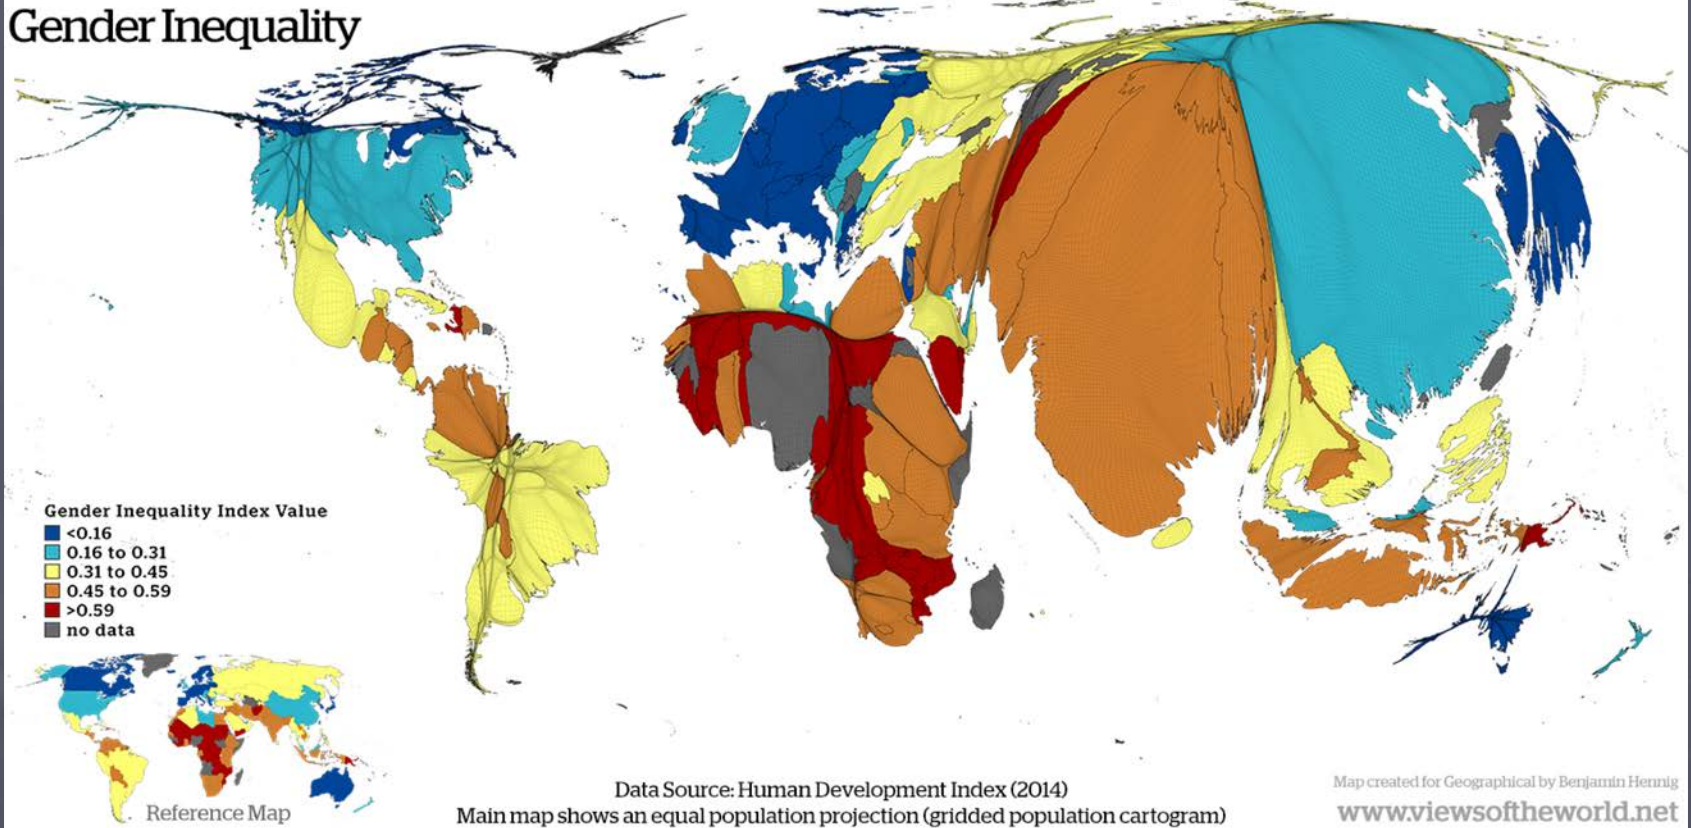 Gender Inequality
Gender Inequality Index Value
<0.16
0.16 to 0.31
0.31 to 0.45
0.45 to 0.59
>0.59
no data
Reference Map
Data Source: Human Development Index (2014)
Main map shows an equal population projection (gridded population cartogram)
Map created for Geographical by Benjamin Hennig
www.viewsoftheworld.net